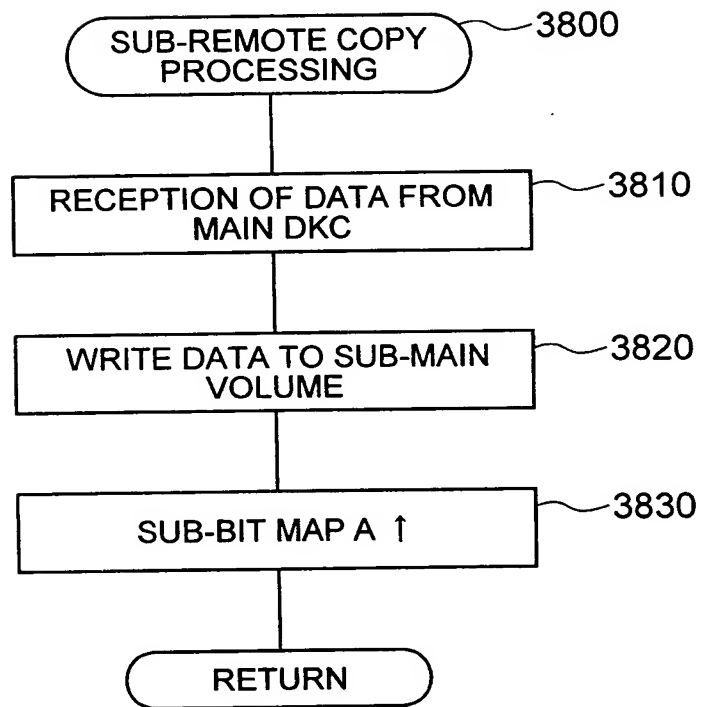 SUB-REMOTE COPY
PROCESSING
3800
RECEPTION OF DATA FROM
MAIN DKC
3810
WRITE DATA TO SUB-MAIN
VOLUME
3820
SUB-BIT MAP A ↑
3830
RETURN